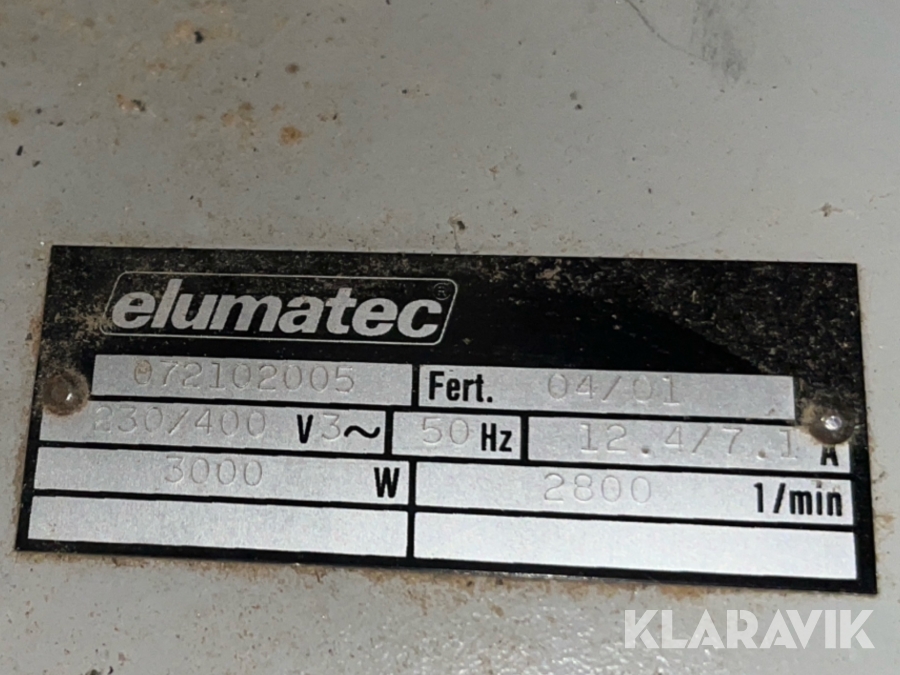 elumatec®
072102005 Fert. 04/01
230/400 V3~ 50 Hz 12.4/7.1 A
3000 W 2800 1/min
KLARAVIK